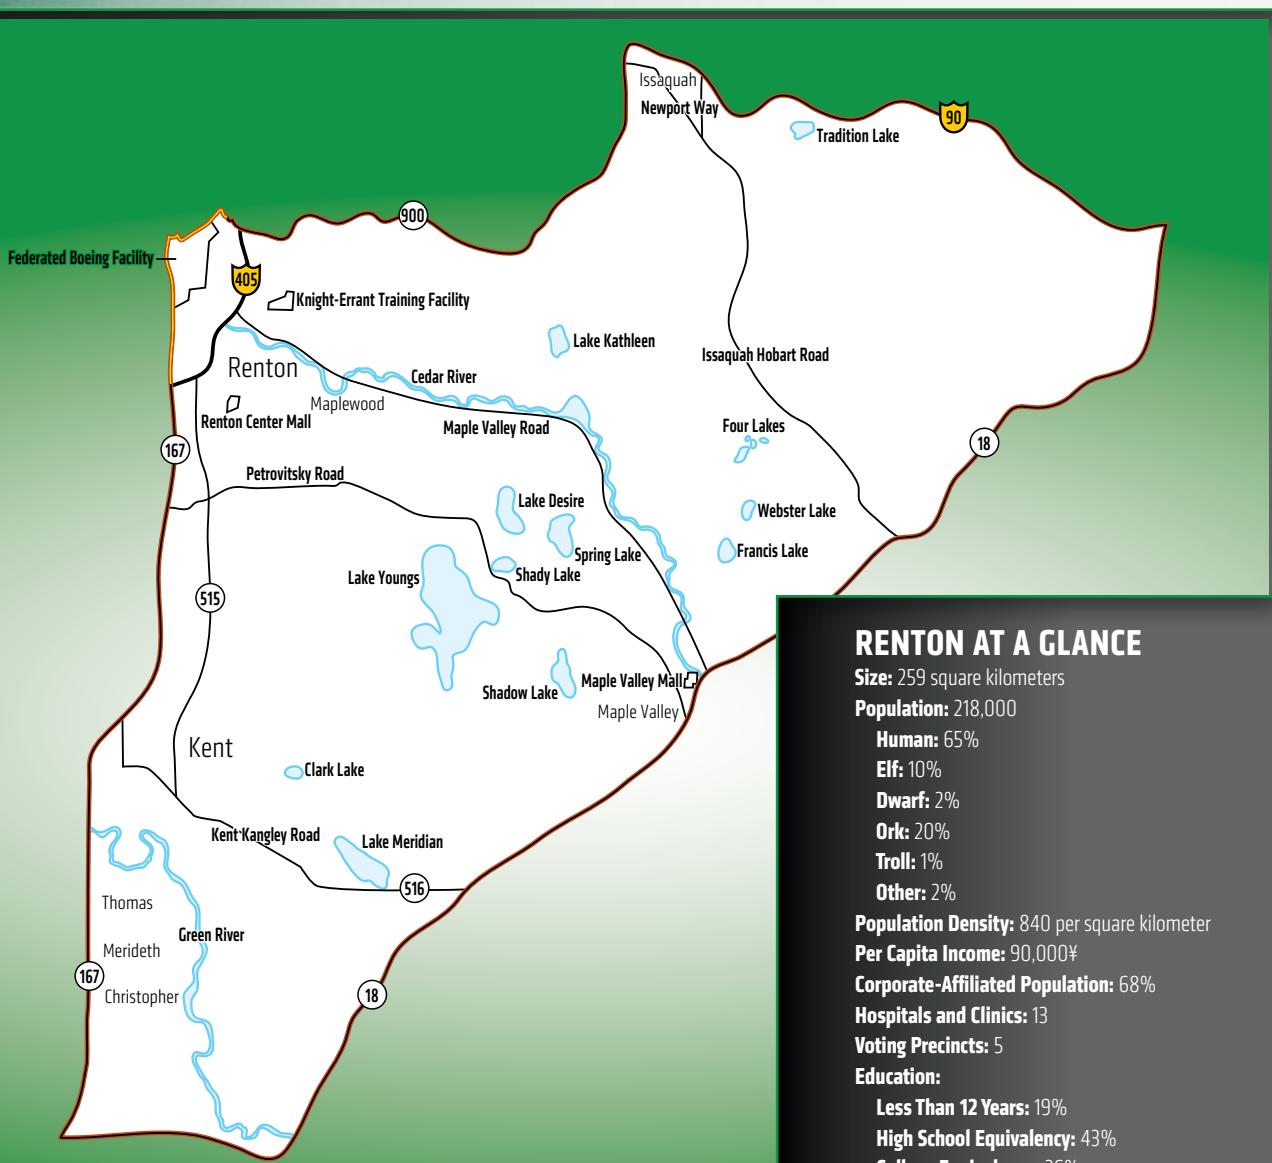 Issaquah
Newport Way
90
Tradition Lake
900
Federated Boeing Facility
405
Knight-Errant Training Facility
Lake Kathleen
Issaquah Hobart Road
Renton
Cedar River
Maplewood
Renton Center Mall
Maple Valley Road
Four Lakes
167
18
Petrovitsky Road
Lake Desire
Webster Lake
Spring Lake
Francis Lake
Lake Youngs
Shady Lake
515
Shadow Lake
Maple Valley Mall
Maple Valley
Kent
Clark Lake
Kent Kangley Road
Lake Meridian
516
Thomas
Green River
Merideth
167
Christopher
18
RENTON AT A GLANCE
Size: 259 square kilometers
Population: 218,000
Human: 65%
Elf: 10%
Dwarf: 2%
Ork: 20%
Troll: 1%
Other: 2%
Population Density: 840 per square kilometer
Per Capita Income: 90,000¥
Corporate-Affiliated Population: 68%
Hospitals and Clinics: 13
Voting Precincts: 5
Education:
Less Than 12 Years: 19%
High School Equivalency: 43%